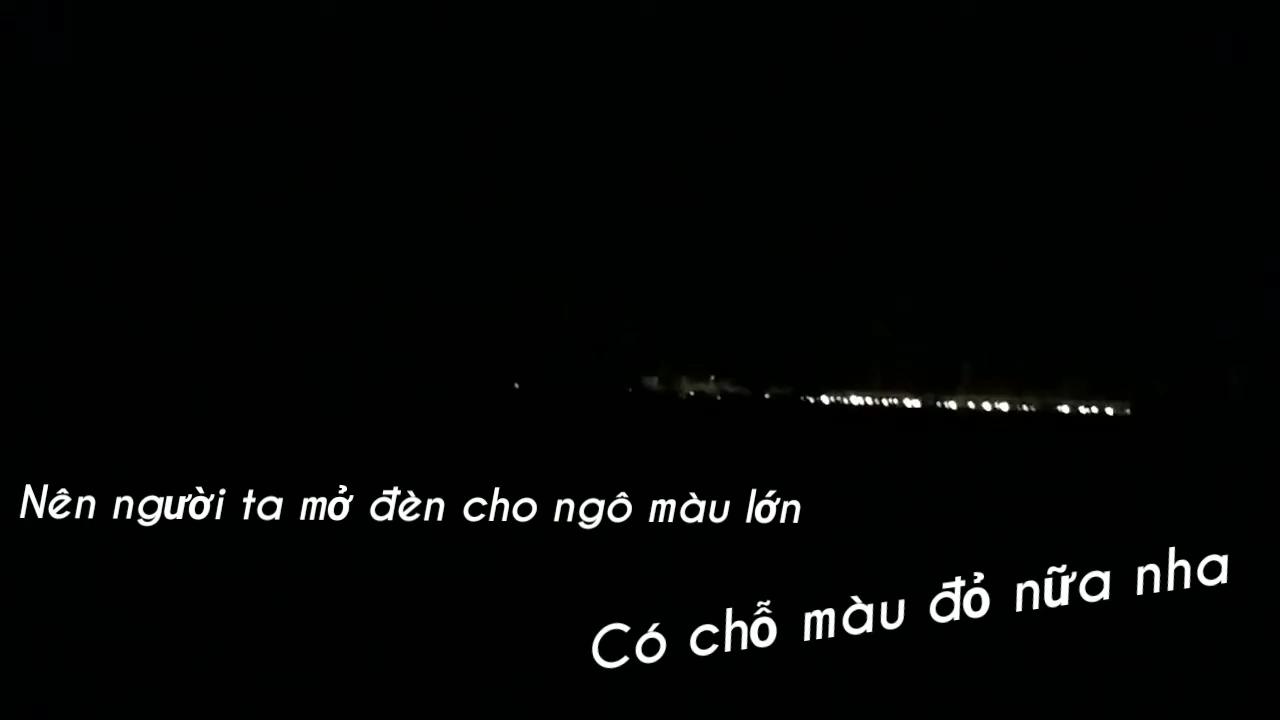 Nên người ta mở đèn cho ngô màu lớn
Có chỗ màu đỏ nữa nha